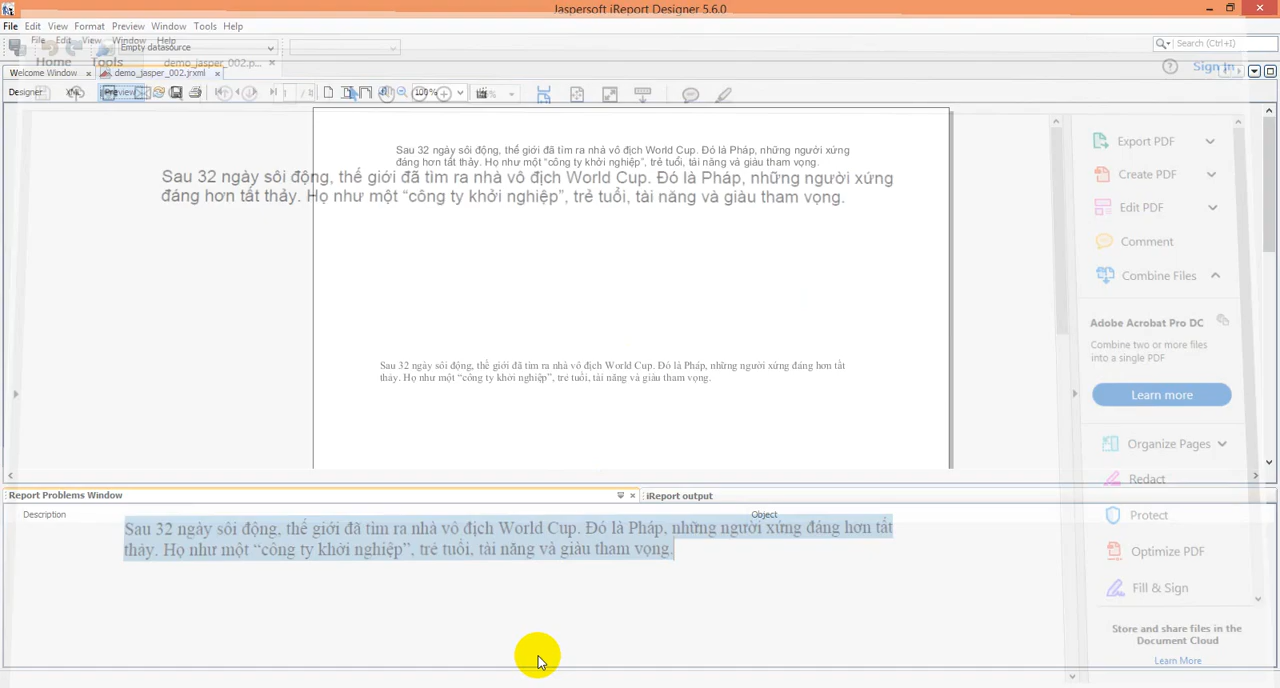 Jaspersoft iReport Designer 5.6.0
File Edit View Format Preview Window Tools Help
File Edit View Window Help
Empty datasource
Search (Ctrl+I)
Home Tools demo_jasper_002.p...
Sign In
Welcome Window demo_jasper_002.jrxml
Designer XML Preview 100%
Sau 32 ngày sôi động, thế giới đã tìm ra nhà vô địch World Cup. Đó là Pháp, những người xứng
đáng hơn tất thảy. Họ như một “công ty khởi nghiệp”, trẻ tuổi, tài năng và giàu tham vọng.
Sau 32 ngày sôi động, thế giới đã tìm ra nhà vô địch World Cup. Đó là Pháp, những người xứng
đáng hơn tất thảy. Họ như một “công ty khởi nghiệp”, trẻ tuổi, tài năng và giàu tham vọng.
Export PDF
Create PDF
Edit PDF
Comment
Combine Files
Adobe Acrobat Pro DC
Combine two or more files
into a single PDF
Learn more
Sau 32 ngày sôi động, thế giới đã tìm ra nhà vô địch World Cup. Đó là Pháp, những người xứng đáng hơn tất
thảy. Họ như một “công ty khởi nghiệp”, trẻ tuổi, tài năng và giàu tham vọng.
Organize Pages
Redact
Protect
Optimize PDF
Fill & Sign
Store and share files in the
Document Cloud
Learn More
Report Problems Window
iReport output
Description Object
Sau 32 ngày sôi động, thế giới đã tìm ra nhà vô địch World Cup. Đó là Pháp, những người xứng đáng hơn tất
thảy. Họ như một “công ty khởi nghiệp”, trẻ tuổi, tài năng và giàu tham vọng.